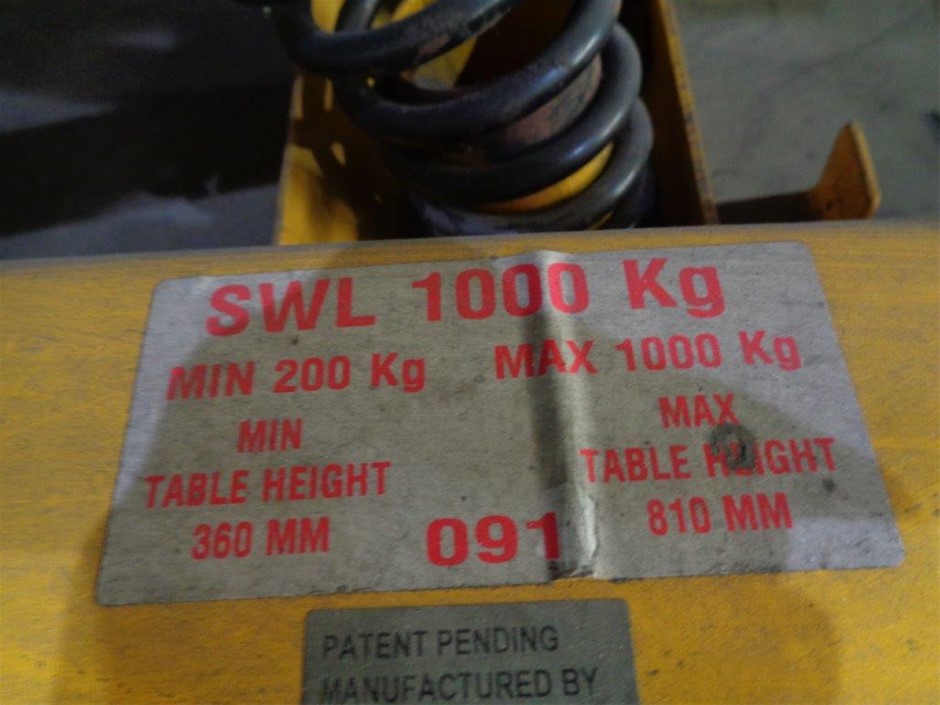 SWL 1000 Kg
MIN 200 Kg MAX 1000 Kg
MIN
TABLE HEIGHT
360 MM
MAX
TABLE HEIGHT
810 MM
091
PATENT PENDING
MANUFACTURED BY